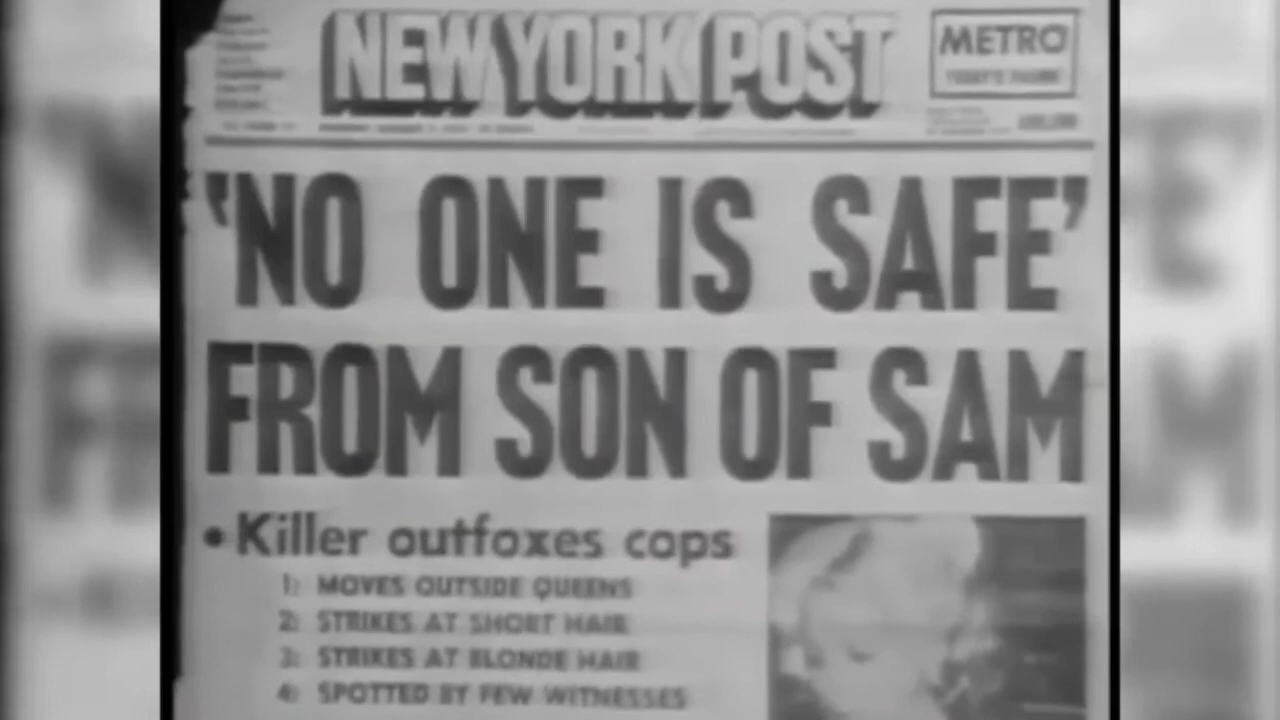 NEW YORK POST
METRO
'NO ONE IS SAFE'
FROM SON OF SAM
• Killer outfoxes cops
1: MOVES OUTSIDE QUEENS
2: STRIKES AT SHORT HAIR
3: STRIKES AT BLONDE HAIR
4: SPOTTED BY FEW WITNESSES